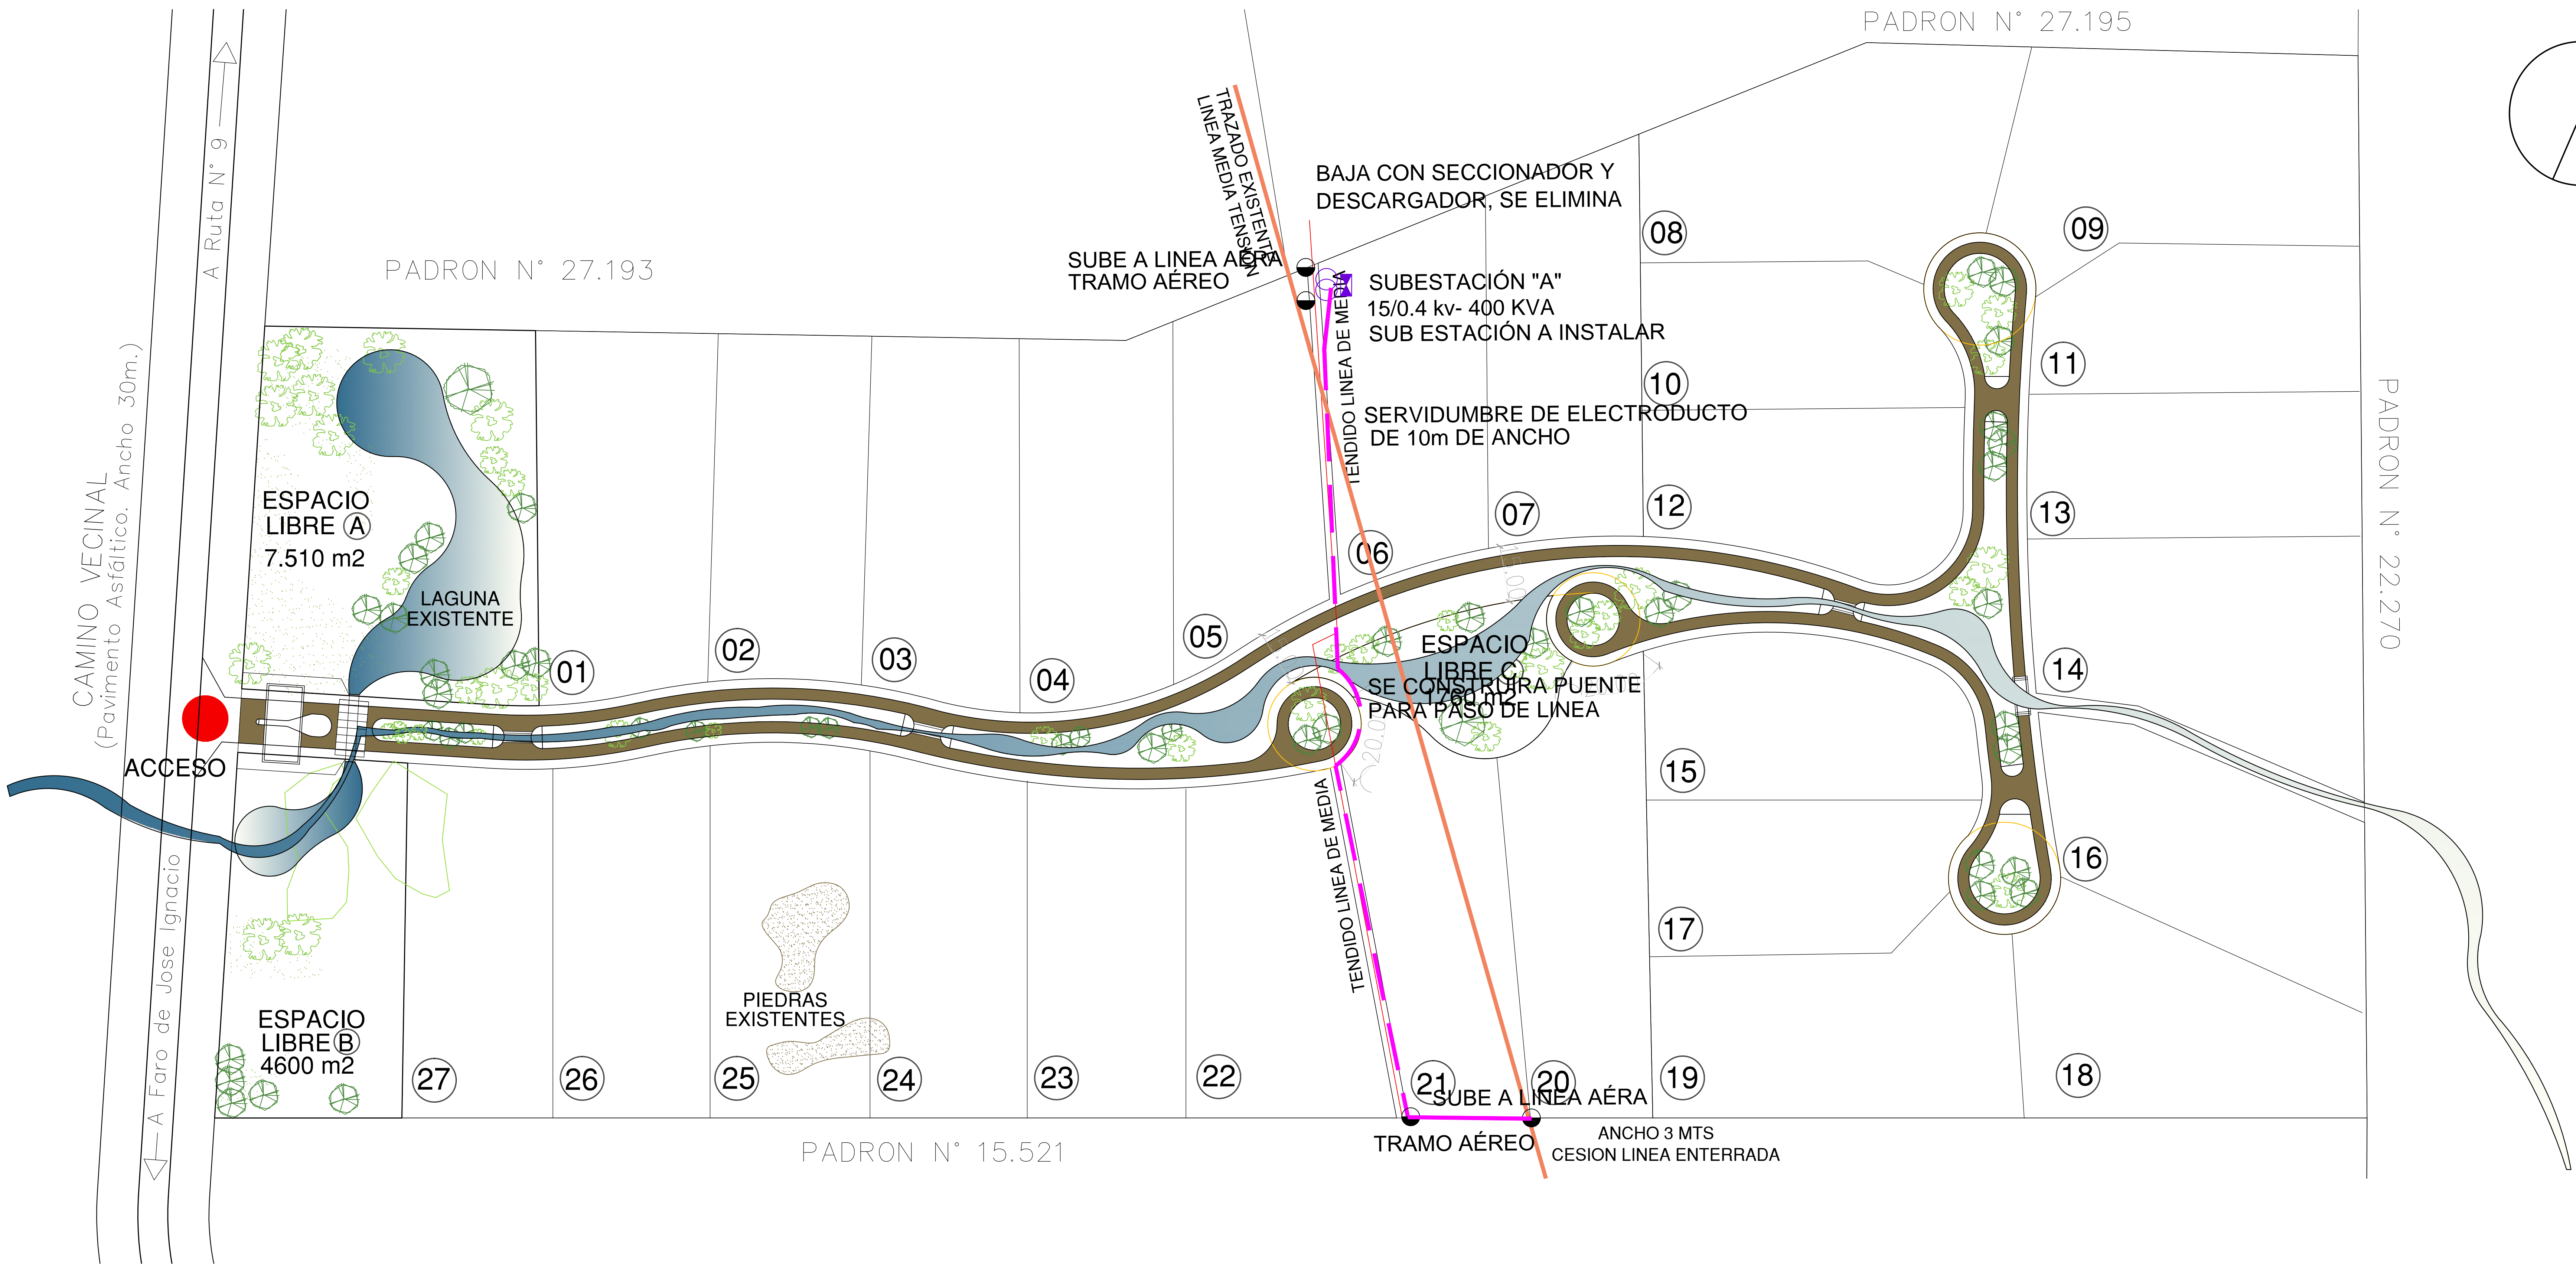 PADRON N° 27.195
A Ruta N° 9
TRAZADO EXISTENTE
LINEA MEDIA TENSION
BAJA CON SECCIONADOR Y
DESCARGADOR, SE ELIMINA
PADRON N° 27.193
SUBE A LINEA AÉRA
TRAMO AÉREO
SUBESTACIÓN "A"
15/0.4 kv- 400 KVA
SUB ESTACIÓN A INSTALAR
TENDIDO LINEA DE MEDIA
SERVIDUMBRE DE ELECTRODUCTO
DE 10m DE ANCHO
08
09
10
11
12
13
07
06
PADRON N° 22.270
CAMINO VECINAL
(Pavimento Asfáltico. Ancho 30m.)
ESPACIO
LIBRE A
7.510 m2
LAGUNA
EXISTENTE
01
02
03
04
05
ESPACIO
LIBRE C
1760 m2
SE CONSTRUIRA PUENTE
PARA PASO DE LINEA
14
ACCESO
15
16
17
TENDIDO LINEA DE MEDIA
A Faro de Jose Ignacio
PIEDRAS
EXISTENTES
ESPACIO
LIBRE B
4600 m2
27
26
25
24
23
22
21
20
19
18
SUBE A LINEA AÉRA
TRAMO AÉREO
ANCHO 3 MTS
CESION LINEA ENTERRADA
PADRON N° 15.521